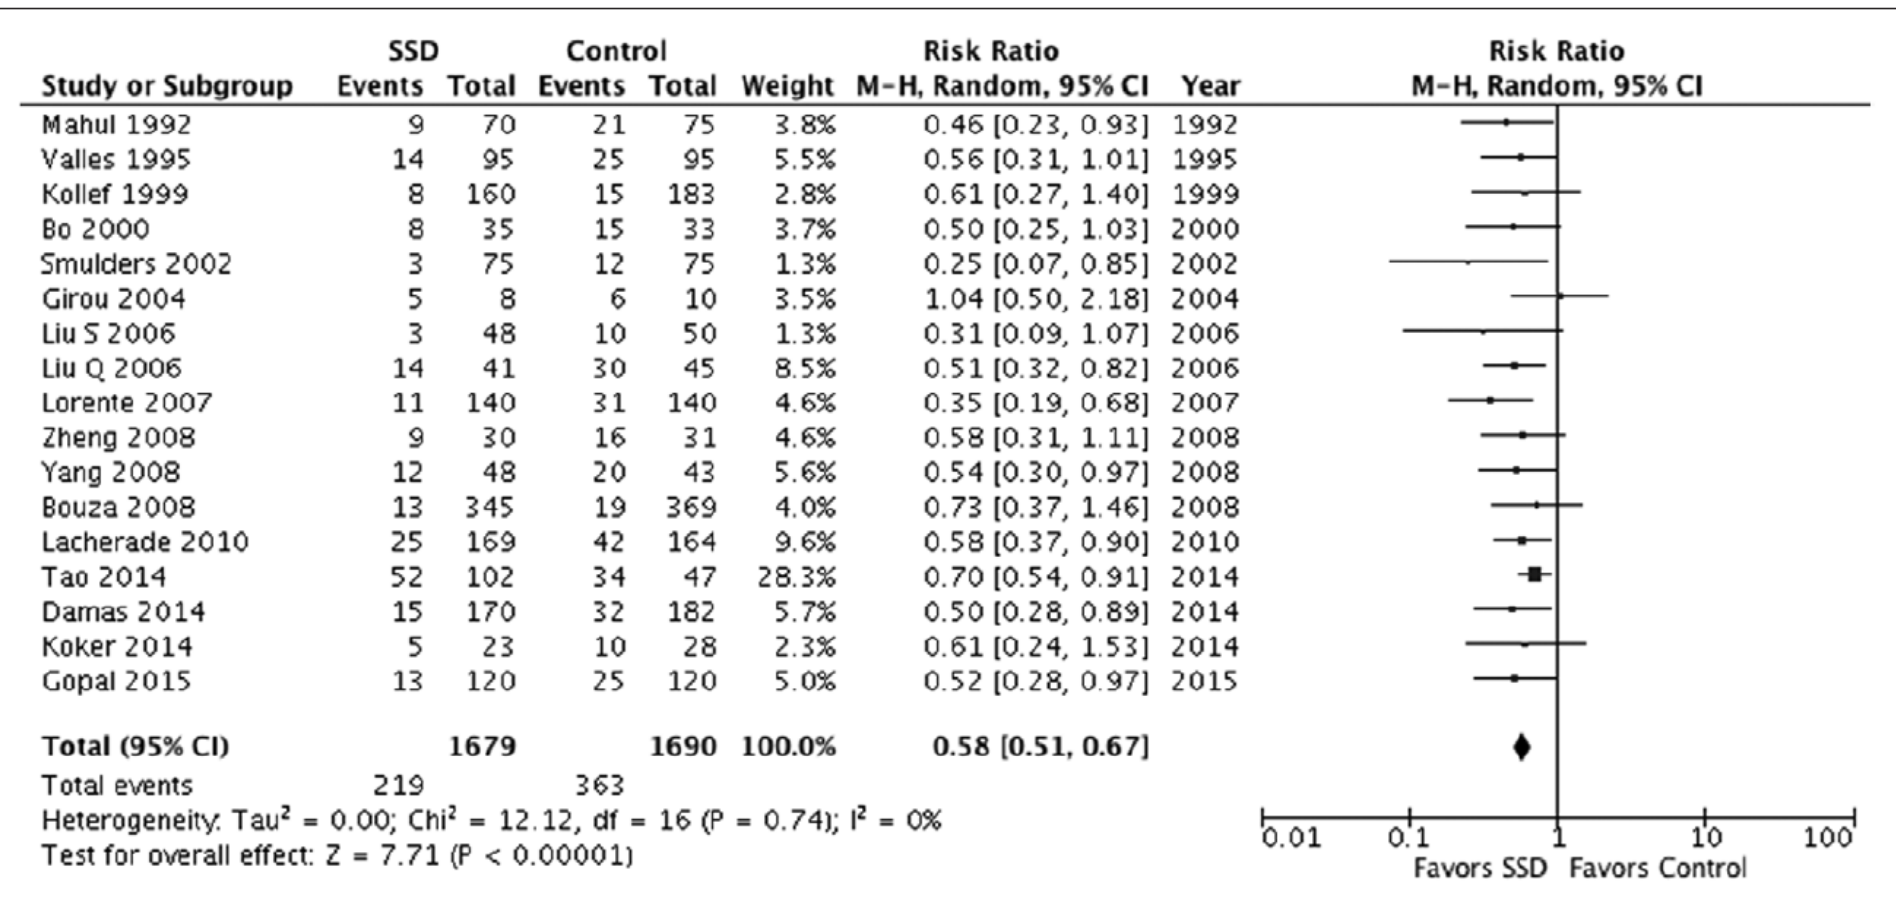 SSD Control Risk Ratio Risk Ratio
Study or Subgroup Events Total Events Total Weight M-H, Random, 95% CI Year M-H, Random, 95% CI
Mahul 1992 9 70 21 75 3.8% 0.46 [0.23, 0.93] 1992
Valles 1995 14 95 25 95 5.5% 0.56 [0.31, 1.01] 1995
Kollef 1999 8 160 15 183 2.8% 0.61 [0.27, 1.40] 1999
Bo 2000 8 35 15 33 3.7% 0.50 [0.25, 1.03] 2000
Smulders 2002 3 75 12 75 1.3% 0.25 [0.07, 0.85] 2002
Girou 2004 5 8 6 10 3.5% 1.04 [0.50, 2.18] 2004
Liu S 2006 3 48 10 50 1.3% 0.31 [0.09, 1.07] 2006
Liu Q 2006 14 41 30 45 8.5% 0.51 [0.32, 0.82] 2006
Lorente 2007 11 140 31 140 4.6% 0.35 [0.19, 0.68] 2007
Zheng 2008 9 30 16 31 4.6% 0.58 [0.31, 1.11] 2008
Yang 2008 12 48 20 43 5.6% 0.54 [0.30, 0.97] 2008
Bouza 2008 13 345 19 369 4.0% 0.73 [0.37, 1.46] 2008
Lacherade 2010 25 169 42 164 9.6% 0.58 [0.37, 0.90] 2010
Tao 2014 52 102 34 47 28.3% 0.70 [0.54, 0.91] 2014
Damas 2014 15 170 32 182 5.7% 0.50 [0.28, 0.89] 2014
Koker 2014 5 23 10 28 2.3% 0.61 [0.24, 1.53] 2014
Gopal 2015 13 120 25 120 5.0% 0.52 [0.28, 0.97] 2015
Total (95% CI) 1679 1690 100.0% 0.58 [0.51, 0.67]
Total events 219 363
Heterogeneity: Tau² = 0.00; Chi² = 12.12, df = 16 (P = 0.74); I² = 0%
Test for overall effect: Z = 7.71 (P < 0.00001)
0.01 0.1 1 10 100
Favors SSD Favors Control